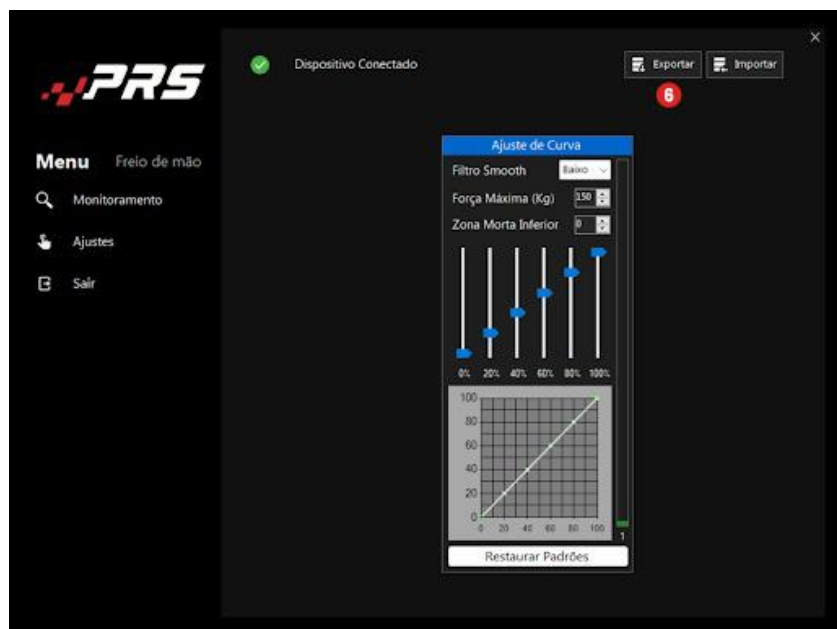 PRS
Dispositivo Conectado
Exportar
Importar
6
Menu Freio de mão
Monitoramento
Ajustes
Sair
Ajuste de Curva
Filtro Smooth Baixo
Força Máxima (Kg) 150
Zona Morta Inferior 0
0% 20% 40% 60% 80% 100%
100
80
60
40
20
0
0 20 40 60 80 100
1
Restaurar Padrões